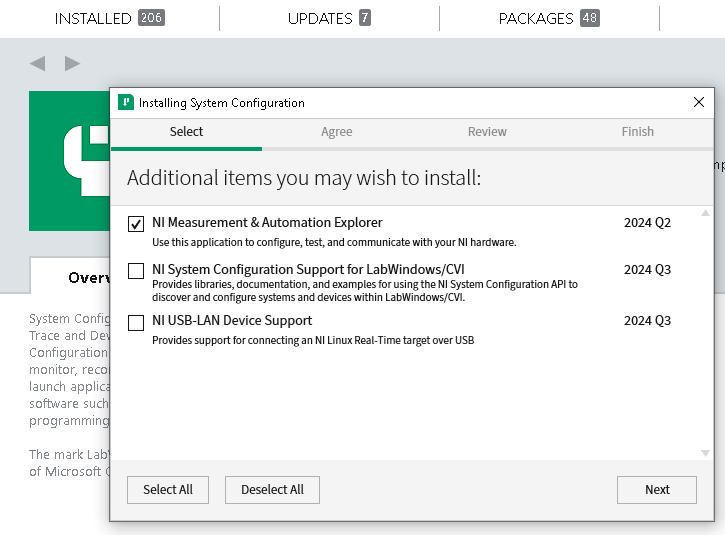 INSTALLED 206 UPDATES 7 PACKAGES 48
Installing System Configuration
Select Agree Review Finish
Additional items you may wish to install:
NI Measurement & Automation Explorer 2024 Q2
Use this application to configure, test, and communicate with your NI hardware.
NI System Configuration Support for LabWindows/CVI 2024 Q3
Provides libraries, documentation, and examples for using the NI System Configuration API to
discover and configure systems and devices within LabWindows/CVI.
NI USB-LAN Device Support 2024 Q3
Provides support for connecting an NI Linux Real-Time target over USB
Select All Deselect All Next
Overv
System Config
Trace and Dev
Configuration
monitor, reco
launch applica
software such
programming
The mark Lab
of Microsoft C